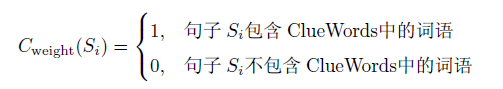 C_weight(S_i) = { 1, 句子 S_i包含 ClueWords中的词语
0, 句子 S_i不包含 ClueWords中的词语